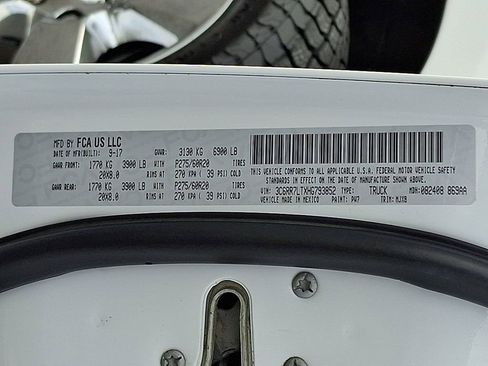 MFD BY FCA US LLC
DATE OF MFR(BUILT): 9-17 GVWR: 3130 KG 6900 LB
GAWR FRONT: 1770 KG 3900 LB WITH P275/60R20 TIRES
20X8.0 RIMS AT 270 KPA ( 39 PSI) COLD
GAWR REAR: 1770 KG 3900 LB WITH P275/60R20 TIRES
20X8.0 RIMS AT 270 KPA ( 39 PSI) COLD
THIS VEHICLE CONFORMS TO ALL APPLICABLE U.S.A. FEDERAL MOTOR VEHICLE SAFETY
STANDARDS IN EFFECT ON THE DATE OF MANUFACTURE SHOWN ABOVE.
VIN: 3C6RR7LTXHG793852 TYPE: TRUCK MDH: 082408 869AA
VEHICLE MADE IN MEXICO PAINT: PW7 TRIM: MJX8